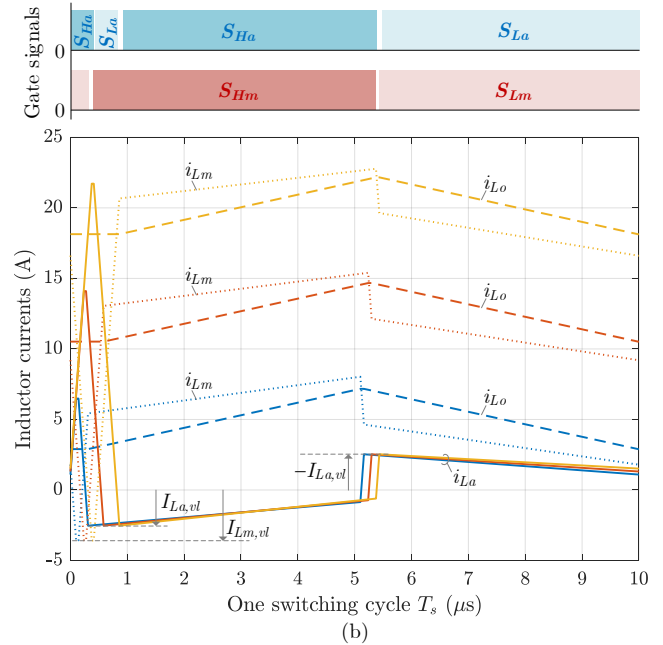 Gate signals
0
S_Ha
S_La
S_Ha
S_La
0
S_Hm
S_Lm
Inductor currents (A)
25
20
15
10
5
0
-5
i_Lm
i_Lo
i_Lm
i_Lo
i_Lm
i_Lo
−I_La,vl
i_La
I_La,vl
I_Lm,vl
0 1 2 3 4 5 6 7 8 9 10
One switching cycle T_s (μs)
(b)